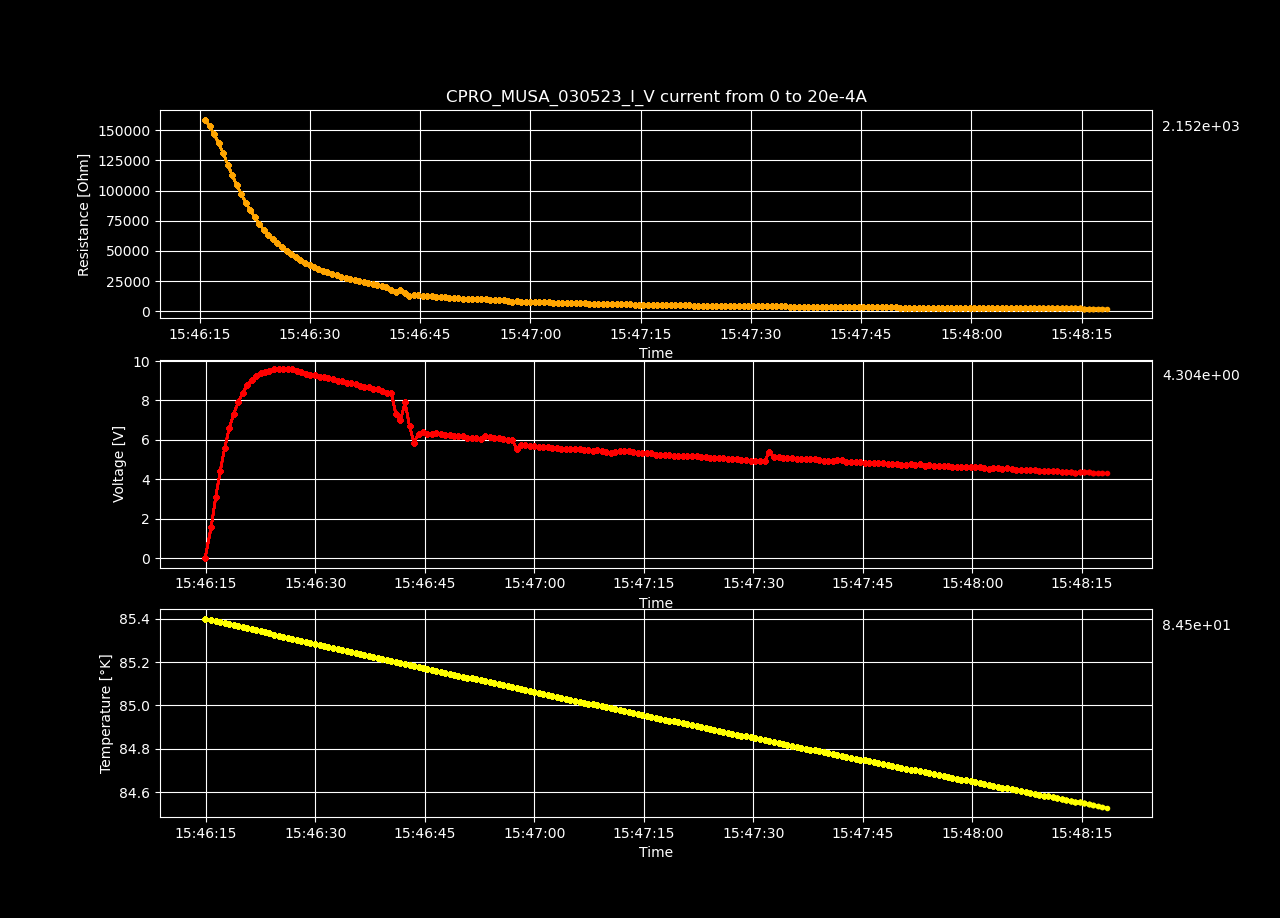 CPRO_MUSA_030523_I_V current from 0 to 20e-4A
2.152e+03
Resistance [Ohm]
150000
125000
100000
75000
50000
25000
0
15:46:15 15:46:30 15:46:45 15:47:00 15:47:15 15:47:30 15:47:45 15:48:00 15:48:15
Time
4.304e+00
Voltage [V]
10
8
6
4
2
0
15:46:15 15:46:30 15:46:45 15:47:00 15:47:15 15:47:30 15:47:45 15:48:00 15:48:15
Time
8.45e+01
Temperature [°K]
85.4
85.2
85.0
84.8
84.6
15:46:15 15:46:30 15:46:45 15:47:00 15:47:15 15:47:30 15:47:45 15:48:00 15:48:15
Time